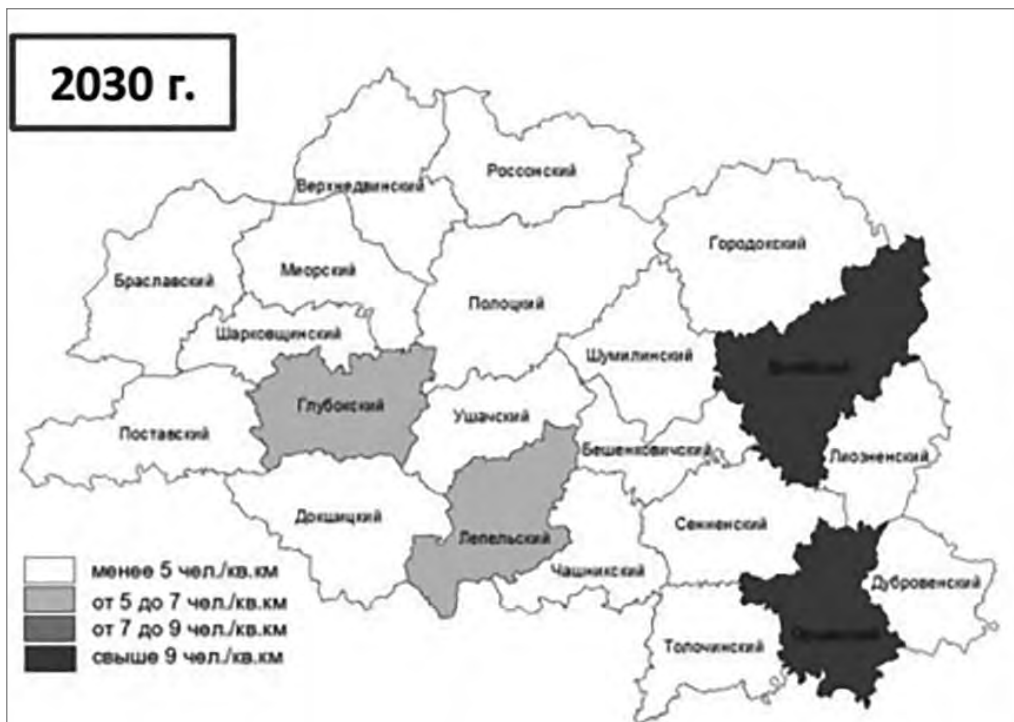 2030 г.
Верхнедвинский
Россонский
Городокский
Браславский
Миорский
Полоцкий
Шарковщинский
Шумилинский
Глубокский
Ушачский
Поставский
Бешенковичский
Лиозненский
Докшицкий
Лепельский
Сенненский
Чашникский
Дубровенский
Толочинский
менее 5 чел./кв.км
от 5 до 7 чел./кв.км
от 7 до 9 чел./кв.км
свыше 9 чел./кв.км